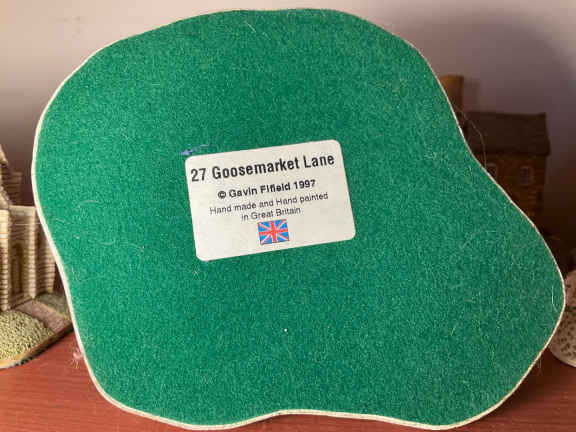 27 Goosemarket Lane
© Gavin Fifield 1997
Hand made and Hand painted
in Great Britain